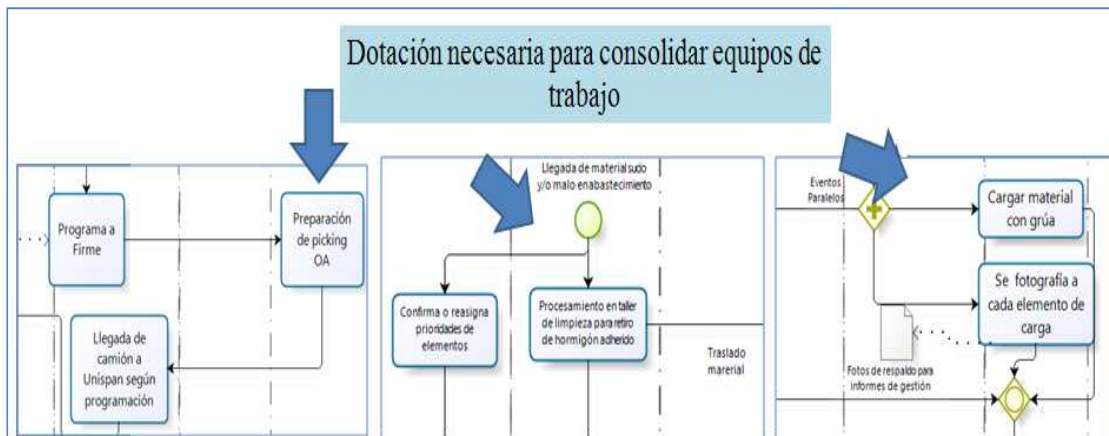 Dotación necesaria para consolidar equipos de
trabajo
Programa a
Firme
Preparación
de picking
OA
Llegada de
camión a
Unispan según
programación
Llegada de material sudo
y/o malo enabastecimiento
Confirma o reasigna
prioridades de
elementos
Procesamiento en taller
de limpieza para retiro
de hormigón adherido
Traslado
marerial
Eventos
Paralelos
Cargar material
con grúa
Se fotografía a
cada elemento de
carga
Fotos de respaldo para
informes de gestión